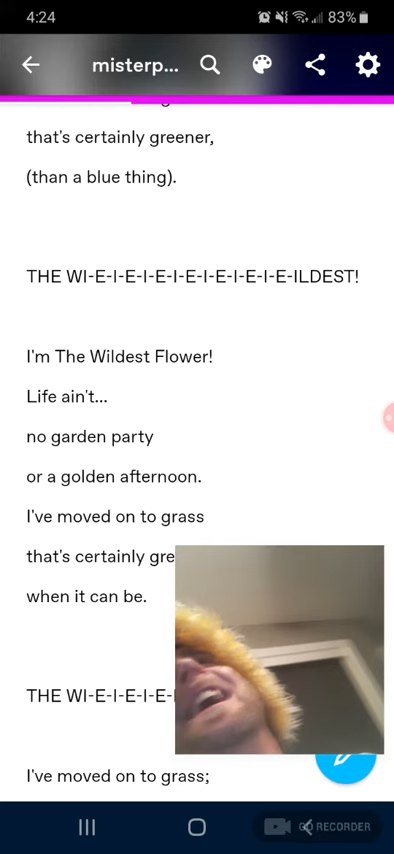 4:24 83%
misterp...
that's certainly greener,
(than a blue thing).
THE WI-E-I-E-I-E-I-E-I-E-I-E-I-E-ILDEST!
I'm The Wildest Flower!
Life ain't...
no garden party
or a golden afternoon.
I've moved on to grass
that's certainly gre
when it can be.
THE WI-E-I-E-I-E-
I've moved on to grass;
GO RECORDER